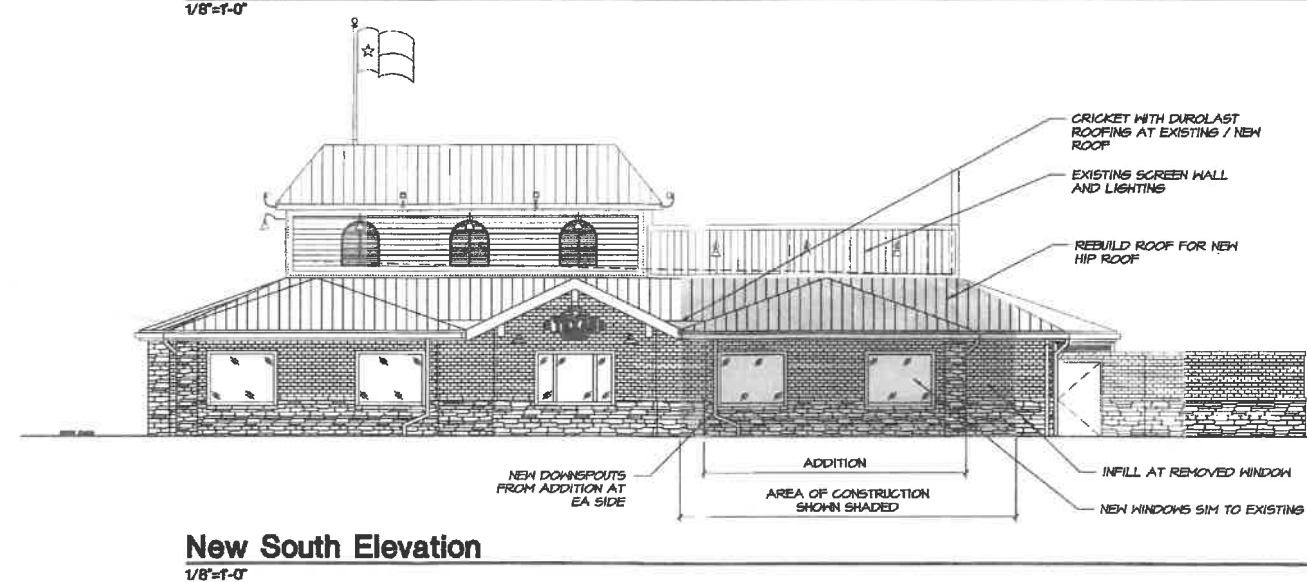 1/8"=1'-0"
CRICKET WITH DUROLAST
ROOFING AT EXISTING / NEW
ROOF
EXISTING SCREEN WALL
AND LIGHTING
REBUILD ROOF FOR NEW
HIP ROOF
ADDITION
AREA OF CONSTRUCTION
SHOWN SHADED
NEW DOWNSPOUTS
FROM ADDITION AT
EA SIDE
INFILL AT REMOVED WINDOW
NEW WINDOWS SIM TO EXISTING
New South Elevation
1/8"=1'-0"